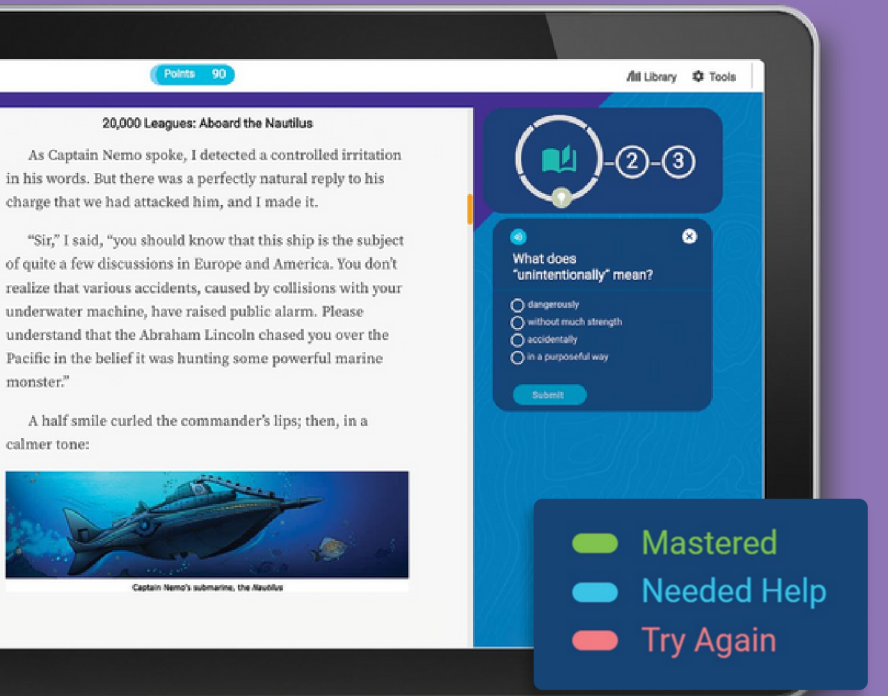 Points 90
Library
Tools
20,000 Leagues: Aboard the Nautilus
As Captain Nemo spoke, I detected a controlled irritation
in his words. But there was a perfectly natural reply to his
charge that we had attacked him, and I made it.
“Sir,” I said, “you should know that this ship is the subject
of quite a few discussions in Europe and America. You don’t
realize that various accidents, caused by collisions with your
underwater machine, have raised public alarm. Please
understand that the Abraham Lincoln chased you over the
Pacific in the belief it was hunting some powerful marine
monster.”
A half smile curled the commander’s lips; then, in a
calmer tone:
Captain Nemo’s submarine, the Nautilus
2
3
What does
“unintentionally” mean?
dangerously
without much strength
accidentally
in a purposeful way
Submit
Mastered
Needed Help
Try Again